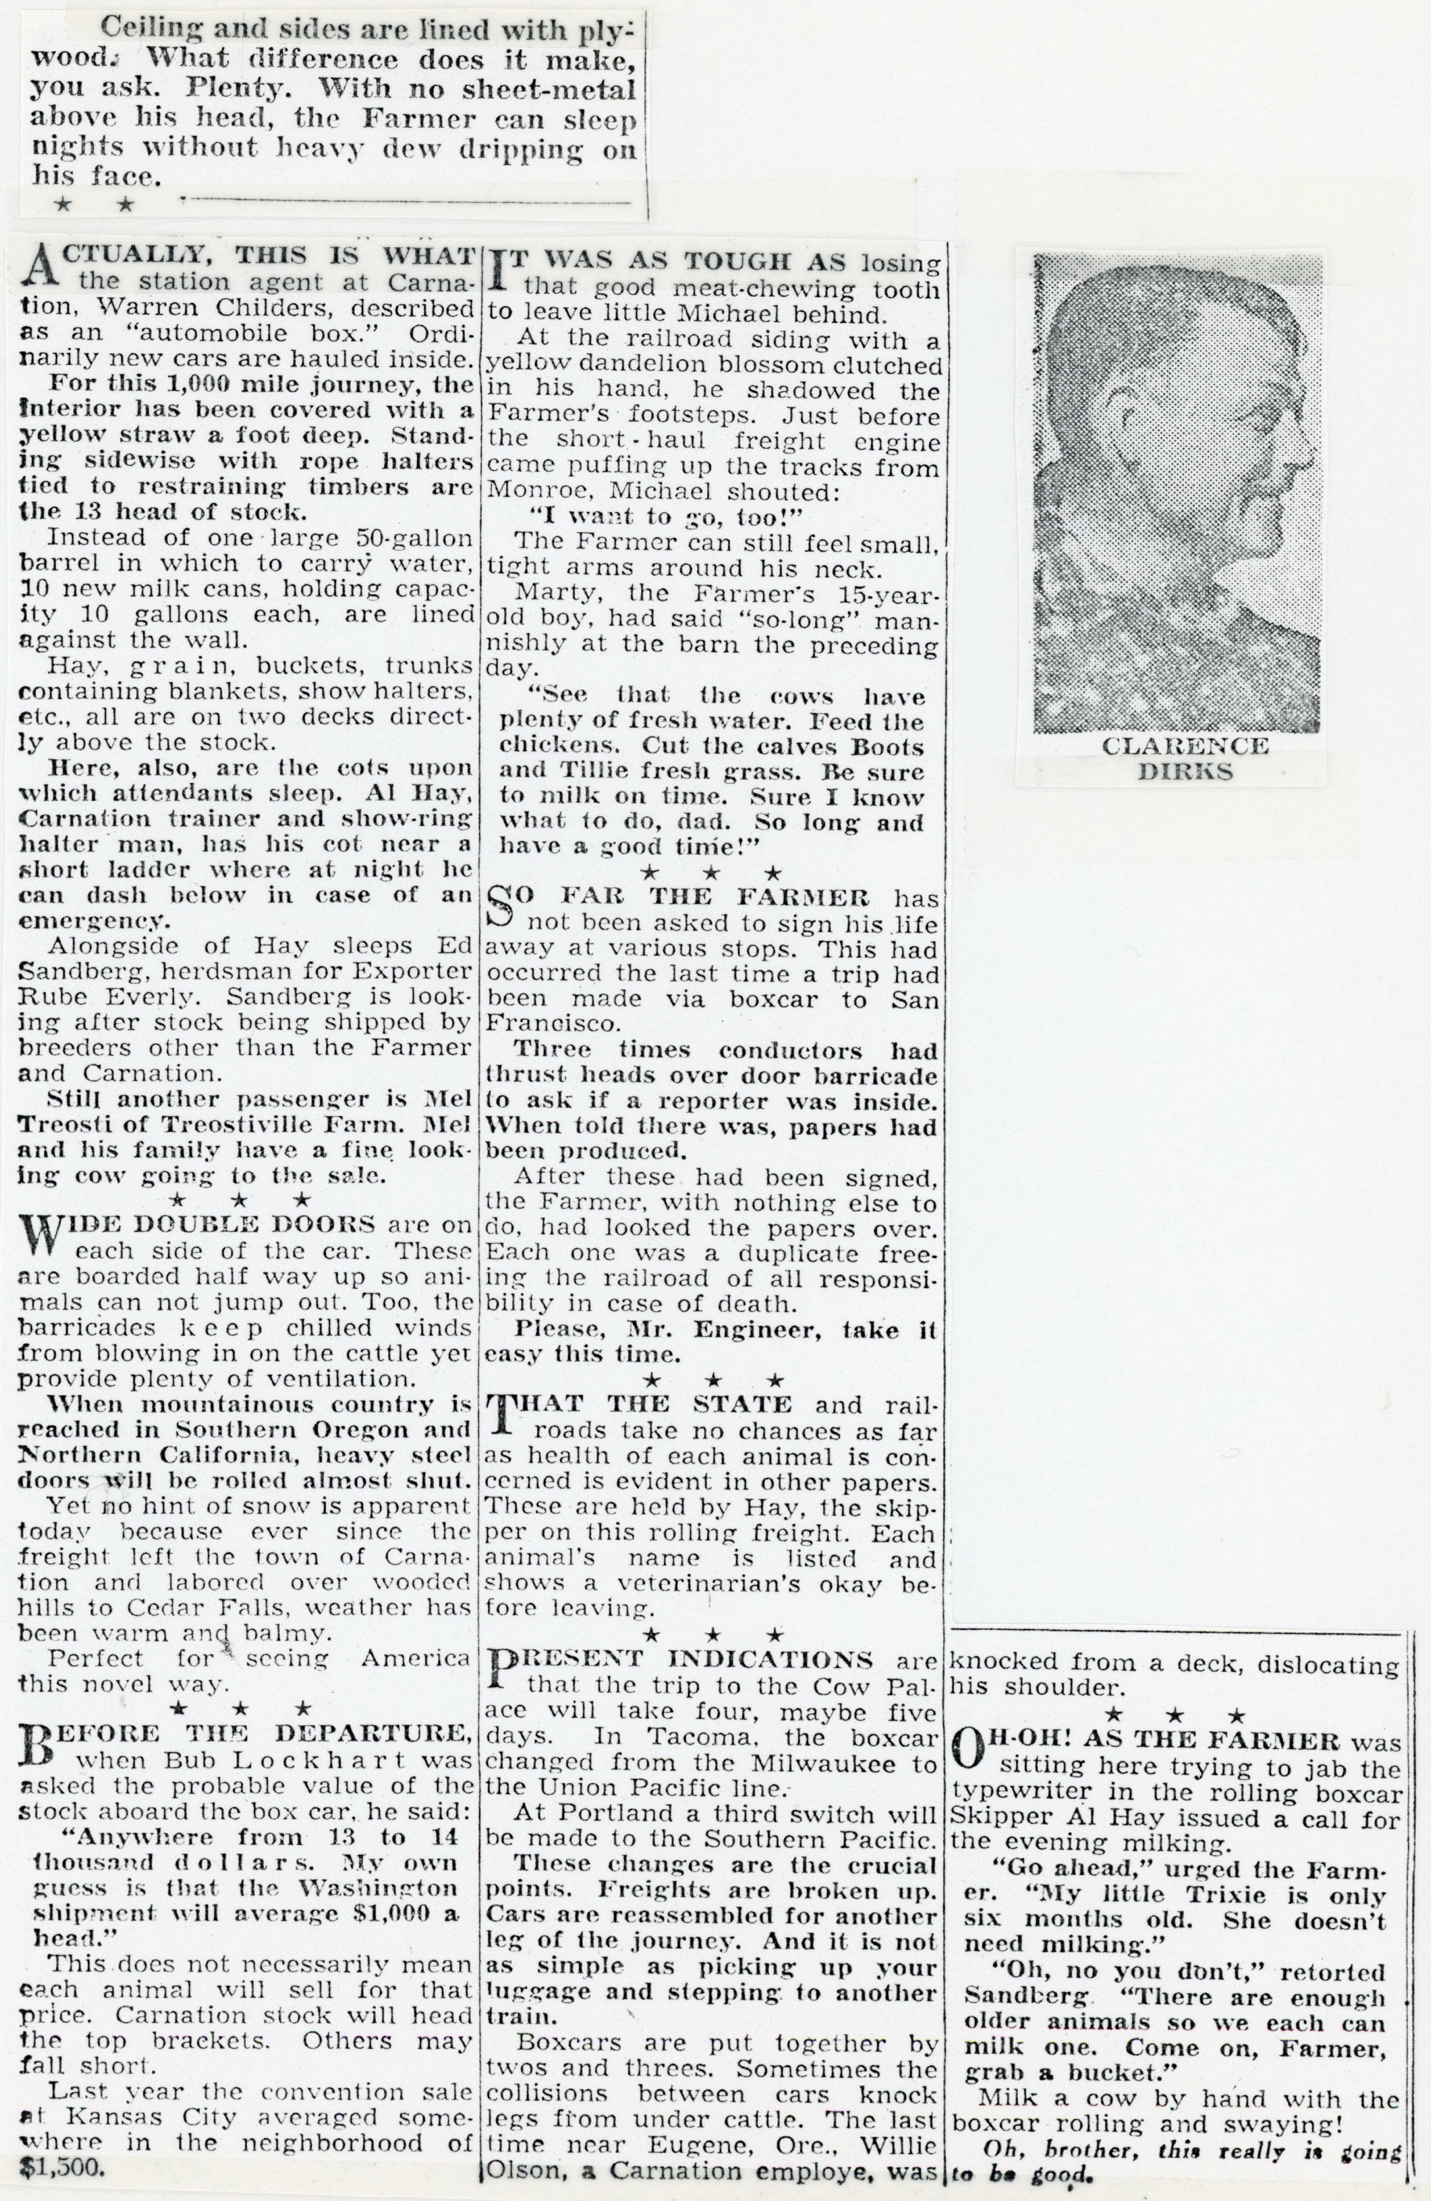 Ceiling and sides are lined with ply-
wood. What difference does it make,
you ask. Plenty. With no sheet-metal
above his head, the Farmer can sleep
nights without heavy dew dripping on
his face.
★ ★
ACTUALLY, THIS IS WHAT
the station agent at Carna-
tion, Warren Childers, described
as an "automobile box." Ordi-
narily new cars are hauled inside.
For this 1,000 mile journey, the
interior has been covered with a
yellow straw a foot deep. Stand-
ing sidewise with rope halters
tied to restraining timbers are
the 13 head of stock.
Instead of one large 50-gallon
barrel in which to carry water,
10 new milk cans, holding capac-
ity 10 gallons each, are lined
against the wall.
Hay, grain, buckets, trunks
containing blankets, show halters,
etc., all are on two decks direct-
ly above the stock.
Here, also, are the cots upon
which attendants sleep. Al Hay,
Carnation trainer and show-ring
halter man, has his cot near a
short ladder where at night he
can dash below in case of an
emergency.
Alongside of Hay sleeps Ed
Sandberg, herdsman for Exporter
Rube Everly. Sandberg is look-
ing after stock being shipped by
breeders other than the Farmer
and Carnation.
Still another passenger is Mel
Treosti of Treostiville Farm. Mel
and his family have a fine look-
ing cow going to the sale.
★ ★ ★
WIDE DOUBLE DOORS are on
each side of the car. These
are boarded half way up so ani-
mals can not jump out. Too, the
barricades keep chilled winds
from blowing in on the cattle yet
provide plenty of ventilation.
When mountainous country is
reached in Southern Oregon and
Northern California, heavy steel
doors will be rolled almost shut.
Yet no hint of snow is apparent
today because ever since the
freight left the town of Carna-
tion and labored over wooded
hills to Cedar Falls, weather has
been warm and balmy.
Perfect for seeing America
this novel way.
★ ★ ★
BEFORE THE DEPARTURE,
when Bub Lockhart was
asked the probable value of the
stock aboard the box car, he said:
"Anywhere from 13 to 14
thousand dollars. My own
guess is that the Washington
shipment will average $1,000 a
head."
This does not necessarily mean
each animal will sell for that
price. Carnation stock will head
the top brackets. Others may
fall short.
Last year the convention sale
at Kansas City averaged some-
where in the neighborhood of
$1,500.
IT WAS AS TOUGH AS losing
that good meat-chewing tooth
to leave little Michael behind.
At the railroad siding with a
yellow dandelion blossom clutched
in his hand, he shadowed the
Farmer's footsteps. Just before
the short-haul freight engine
came puffing up the tracks from
Monroe, Michael shouted:
"I want to go, too!"
The Farmer can still feel small,
tight arms around his neck.
Marty, the Farmer's 15-year-
old boy, had said "so-long" man-
nishly at the barn the preceding
day.
"See that the cows have
plenty of fresh water. Feed the
chickens. Cut the calves Boots
and Tillie fresh grass. Be sure
to milk on time. Sure I know
what to do, dad. So long and
have a good time!"
★ ★ ★
SO FAR THE FARMER has
not been asked to sign his life
away at various stops. This had
occurred the last time a trip had
been made via boxcar to San
Francisco.
Three times conductors had
thrust heads over door barricade
to ask if a reporter was inside.
When told there was, papers had
been produced.
After these had been signed,
the Farmer, with nothing else to
do, had looked the papers over.
Each one was a duplicate free-
ing the railroad of all responsi-
bility in case of death.
Please, Mr. Engineer, take it
easy this time.
★ ★ ★
THAT THE STATE and rail-
roads take no chances as far
as health of each animal is con-
cerned is evident in other papers.
These are held by Hay, the skip-
per on this rolling freight. Each
animal's name is listed and
shows a veterinarian's okay be-
fore leaving.
★ ★ ★
PRESENT INDICATIONS are
that the trip to the Cow Pal-
ace will take four, maybe five
days. In Tacoma, the boxcar
changed from the Milwaukee to
the Union Pacific line.
At Portland a third switch will
be made to the Southern Pacific.
These changes are the crucial
points. Freights are broken up.
Cars are reassembled for another
leg of the journey. And it is not
as simple as picking up your
luggage and stepping to another
train.
Boxcars are put together by
twos and threes. Sometimes the
collisions between cars knock
legs from under cattle. The last
time near Eugene, Ore., Willie
Olson, a Carnation employe, was
CLARENCE
DIRKS
knocked from a deck, dislocating
his shoulder.
★ ★ ★
OH-OH! AS THE FARMER was
sitting here trying to jab the
typewriter in the rolling boxcar
Skipper Al Hay issued a call for
the evening milking.
"Go ahead," urged the Farm-
er. "My little Trixie is only
six months old. She doesn't
need milking."
"Oh, no you don't," retorted
Sandberg. "There are enough
older animals so we each can
milk one. Come on, Farmer,
grab a bucket."
Milk a cow by hand with the
boxcar rolling and swaying!
Oh, brother, this really is going
to be good.